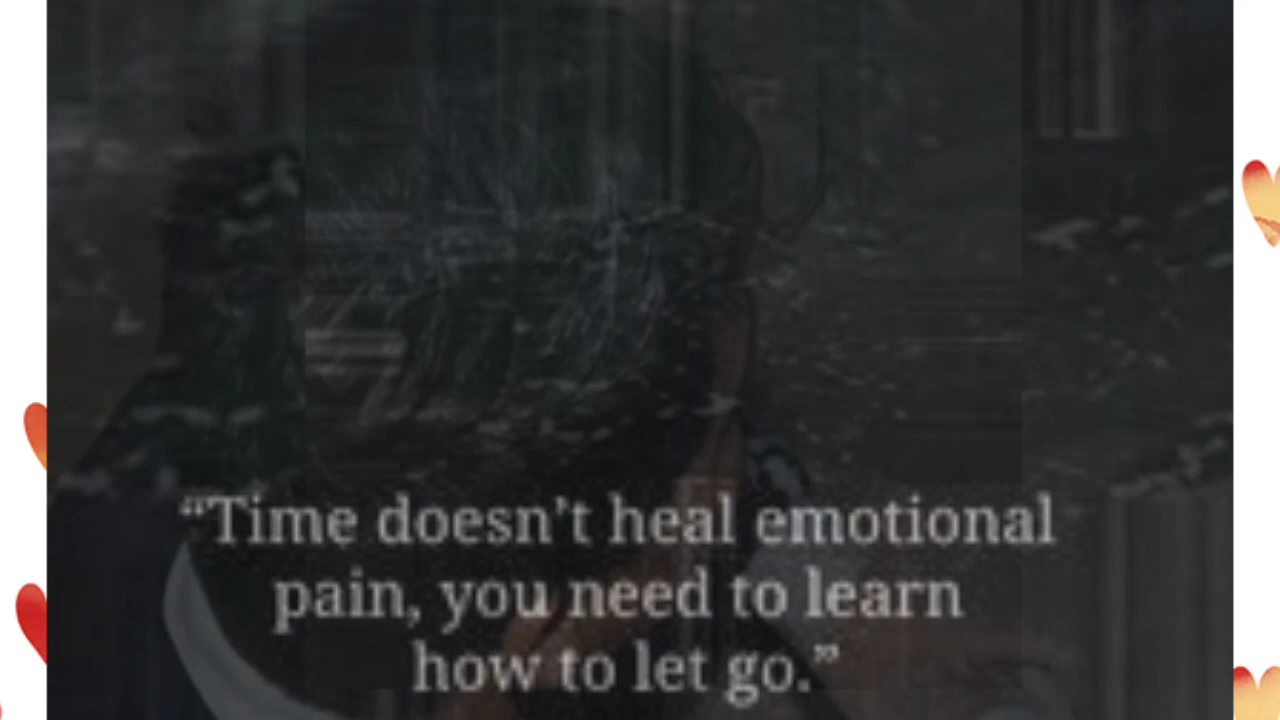 “Time doesn’t heal emotional
pain, you need to learn
how to let go.”